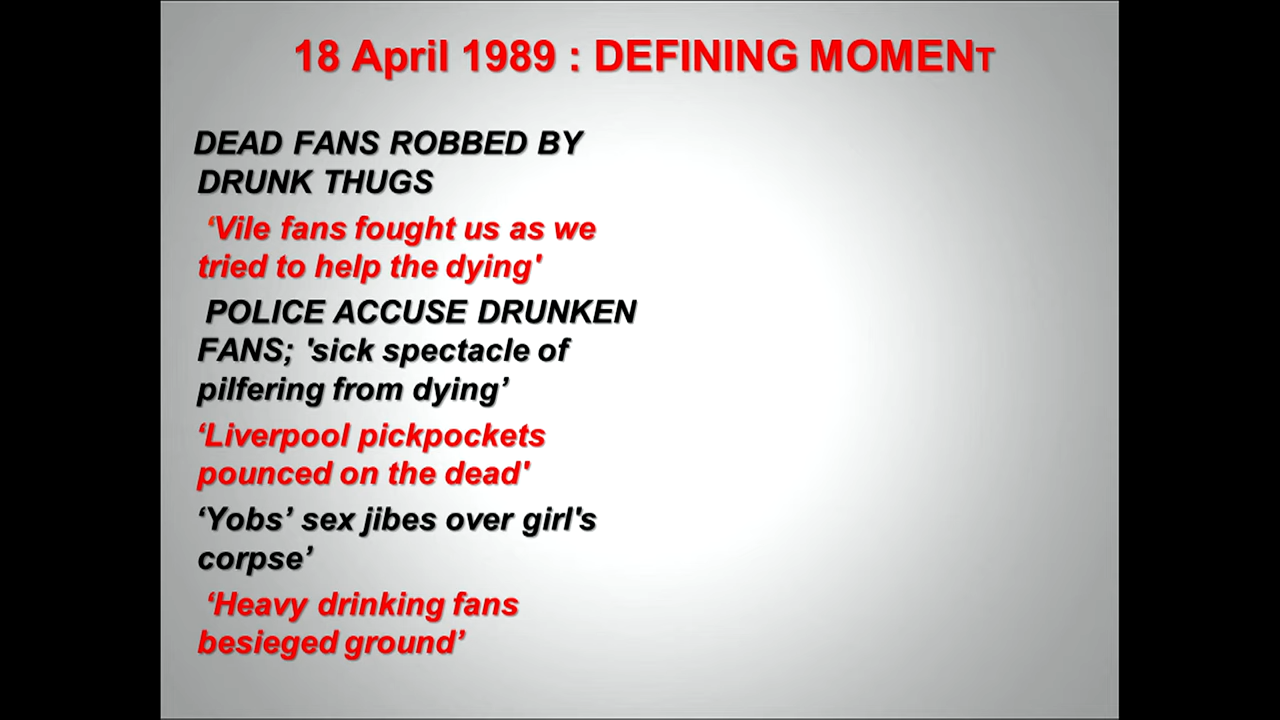 18 April 1989 : DEFINING MOMENT
DEAD FANS ROBBED BY
DRUNK THUGS
‘Vile fans fought us as we
tried to help the dying'
POLICE ACCUSE DRUNKEN
FANS; 'sick spectacle of
pilfering from dying’
‘Liverpool pickpockets
pounced on the dead'
‘Yobs’ sex jibes over girl's
corpse’
‘Heavy drinking fans
besieged ground’